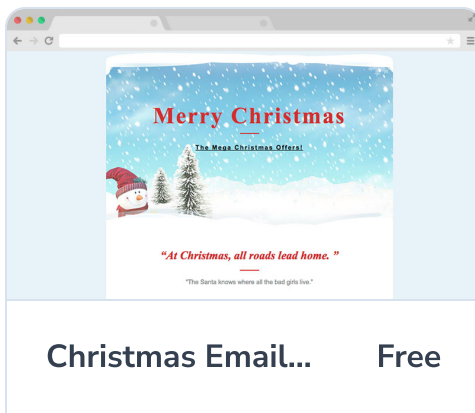 Merry Christmas
The Mega Christmas Offers!
“At Christmas, all roads lead home. ”
"The Santa knows where all the bad girls live."
Christmas Email... Free